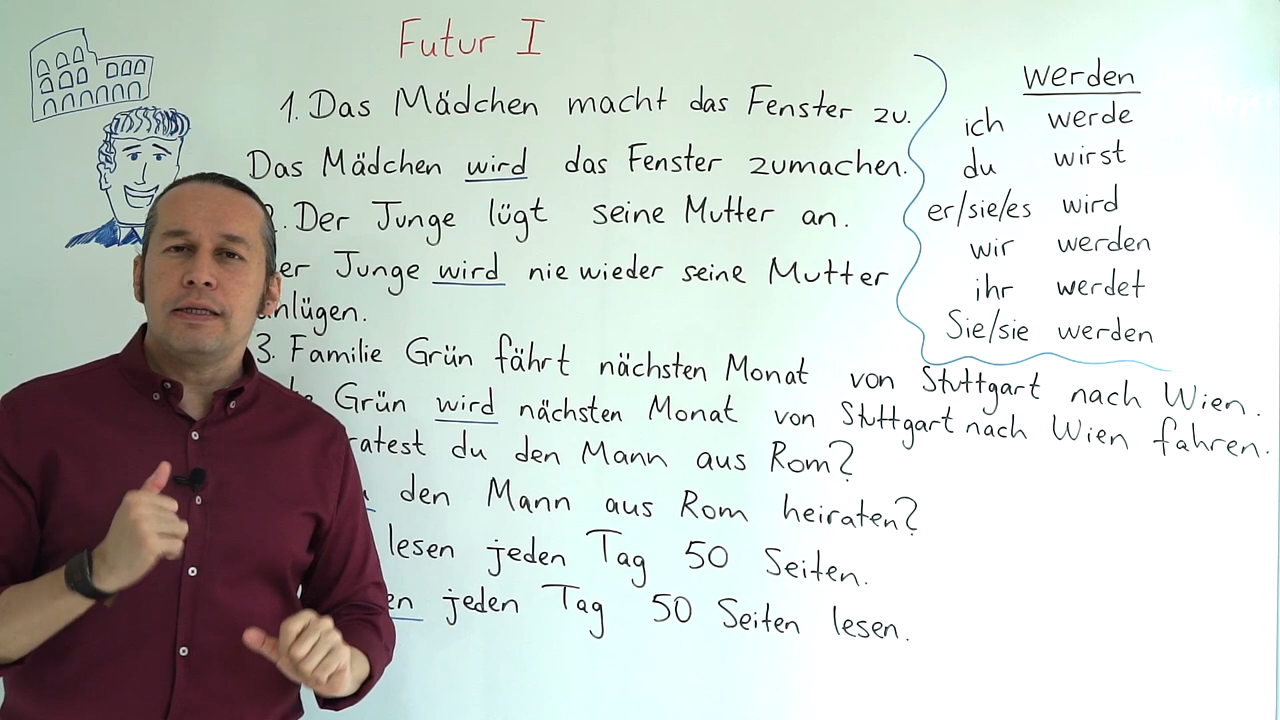 Futur I
1. Das Mädchen macht das Fenster zu.
Das Mädchen wird das Fenster zumachen.
2. Der Junge lügt seine Mutter an.
er Junge wird nie wieder seine Mutter
anlügen.
3. Familie Grün fährt nächsten Monat von Stuttgart nach Wien.
Grün wird nächsten Monat von Stuttgart nach Wien fahren.
ratest du den Mann aus Rom?
den Mann aus Rom heiraten?
lesen jeden Tag 50 Seiten.
en jeden Tag 50 Seiten lesen.
werden
ich werde
du wirst
er/sie/es wird
wir werden
ihr werdet
Sie/sie werden